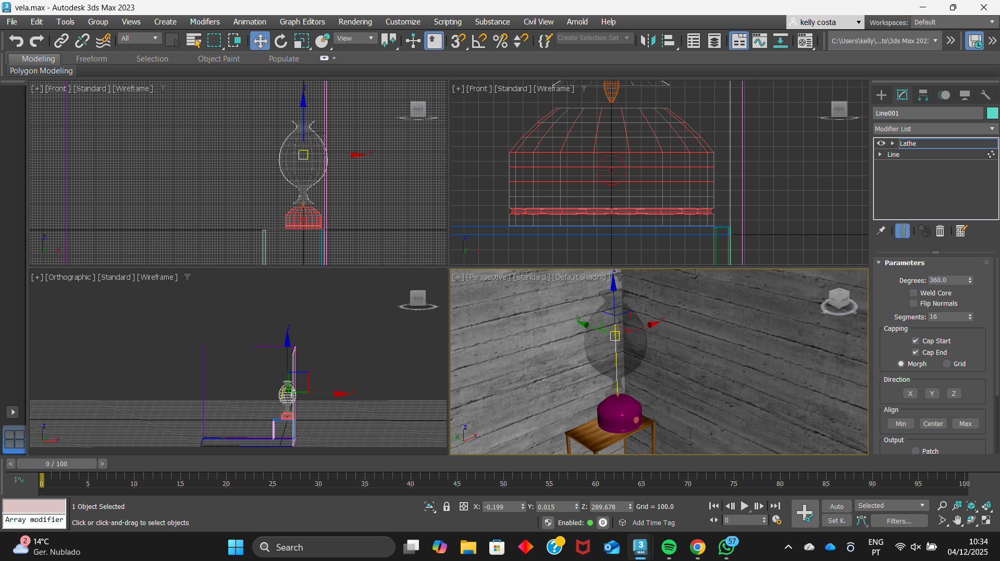 vela.max - Autodesk 3ds Max 2023
File Edit Tools Group Views Create Modifiers Animation Graph Editors Rendering Customize Scripting Substance Civil View Arnold Help
kelly costa
Workspaces: Default
All
View
Create Selection Set
C:\Users\kelly\...ts\3ds Max 202
Modeling Freeform Selection Object Paint Populate
Polygon Modeling
[+] [Front ] [Standard ] [Wireframe ]
FRONT
[+] [Front ] [Standard ] [Wireframe ]
FRONT
[+] [Orthographic ] [Standard ] [Wireframe ]
FRONT
[+] [Perspective ] [Standard ] [Default Shading ]
Line001
Modifier List
Lathe
Line
Parameters
Degrees: 360.0
Weld Core
Flip Normals
Segments: 16
Capping
Cap Start
Cap End
Morph Grid
Direction
X Y Z
Align
Min Center Max
Output
Patch
< 0 / 100 >
0 5 10 15 20 25 30 35 40 45 50 55 60 65 70 75 80 85 90 95 100
1 Object Selected
Array modifier
Click or click-and-drag to select objects
X: -0.199 Y: 0.015 Z: 289.678 Grid = 100.0
Enabled: 0 Add Time Tag
0
Auto Selected
Set K. Filters...
2
14°C
Ger. Nublado
Search
3
MAX
57
ENG
PT
10:34
04/12/2025